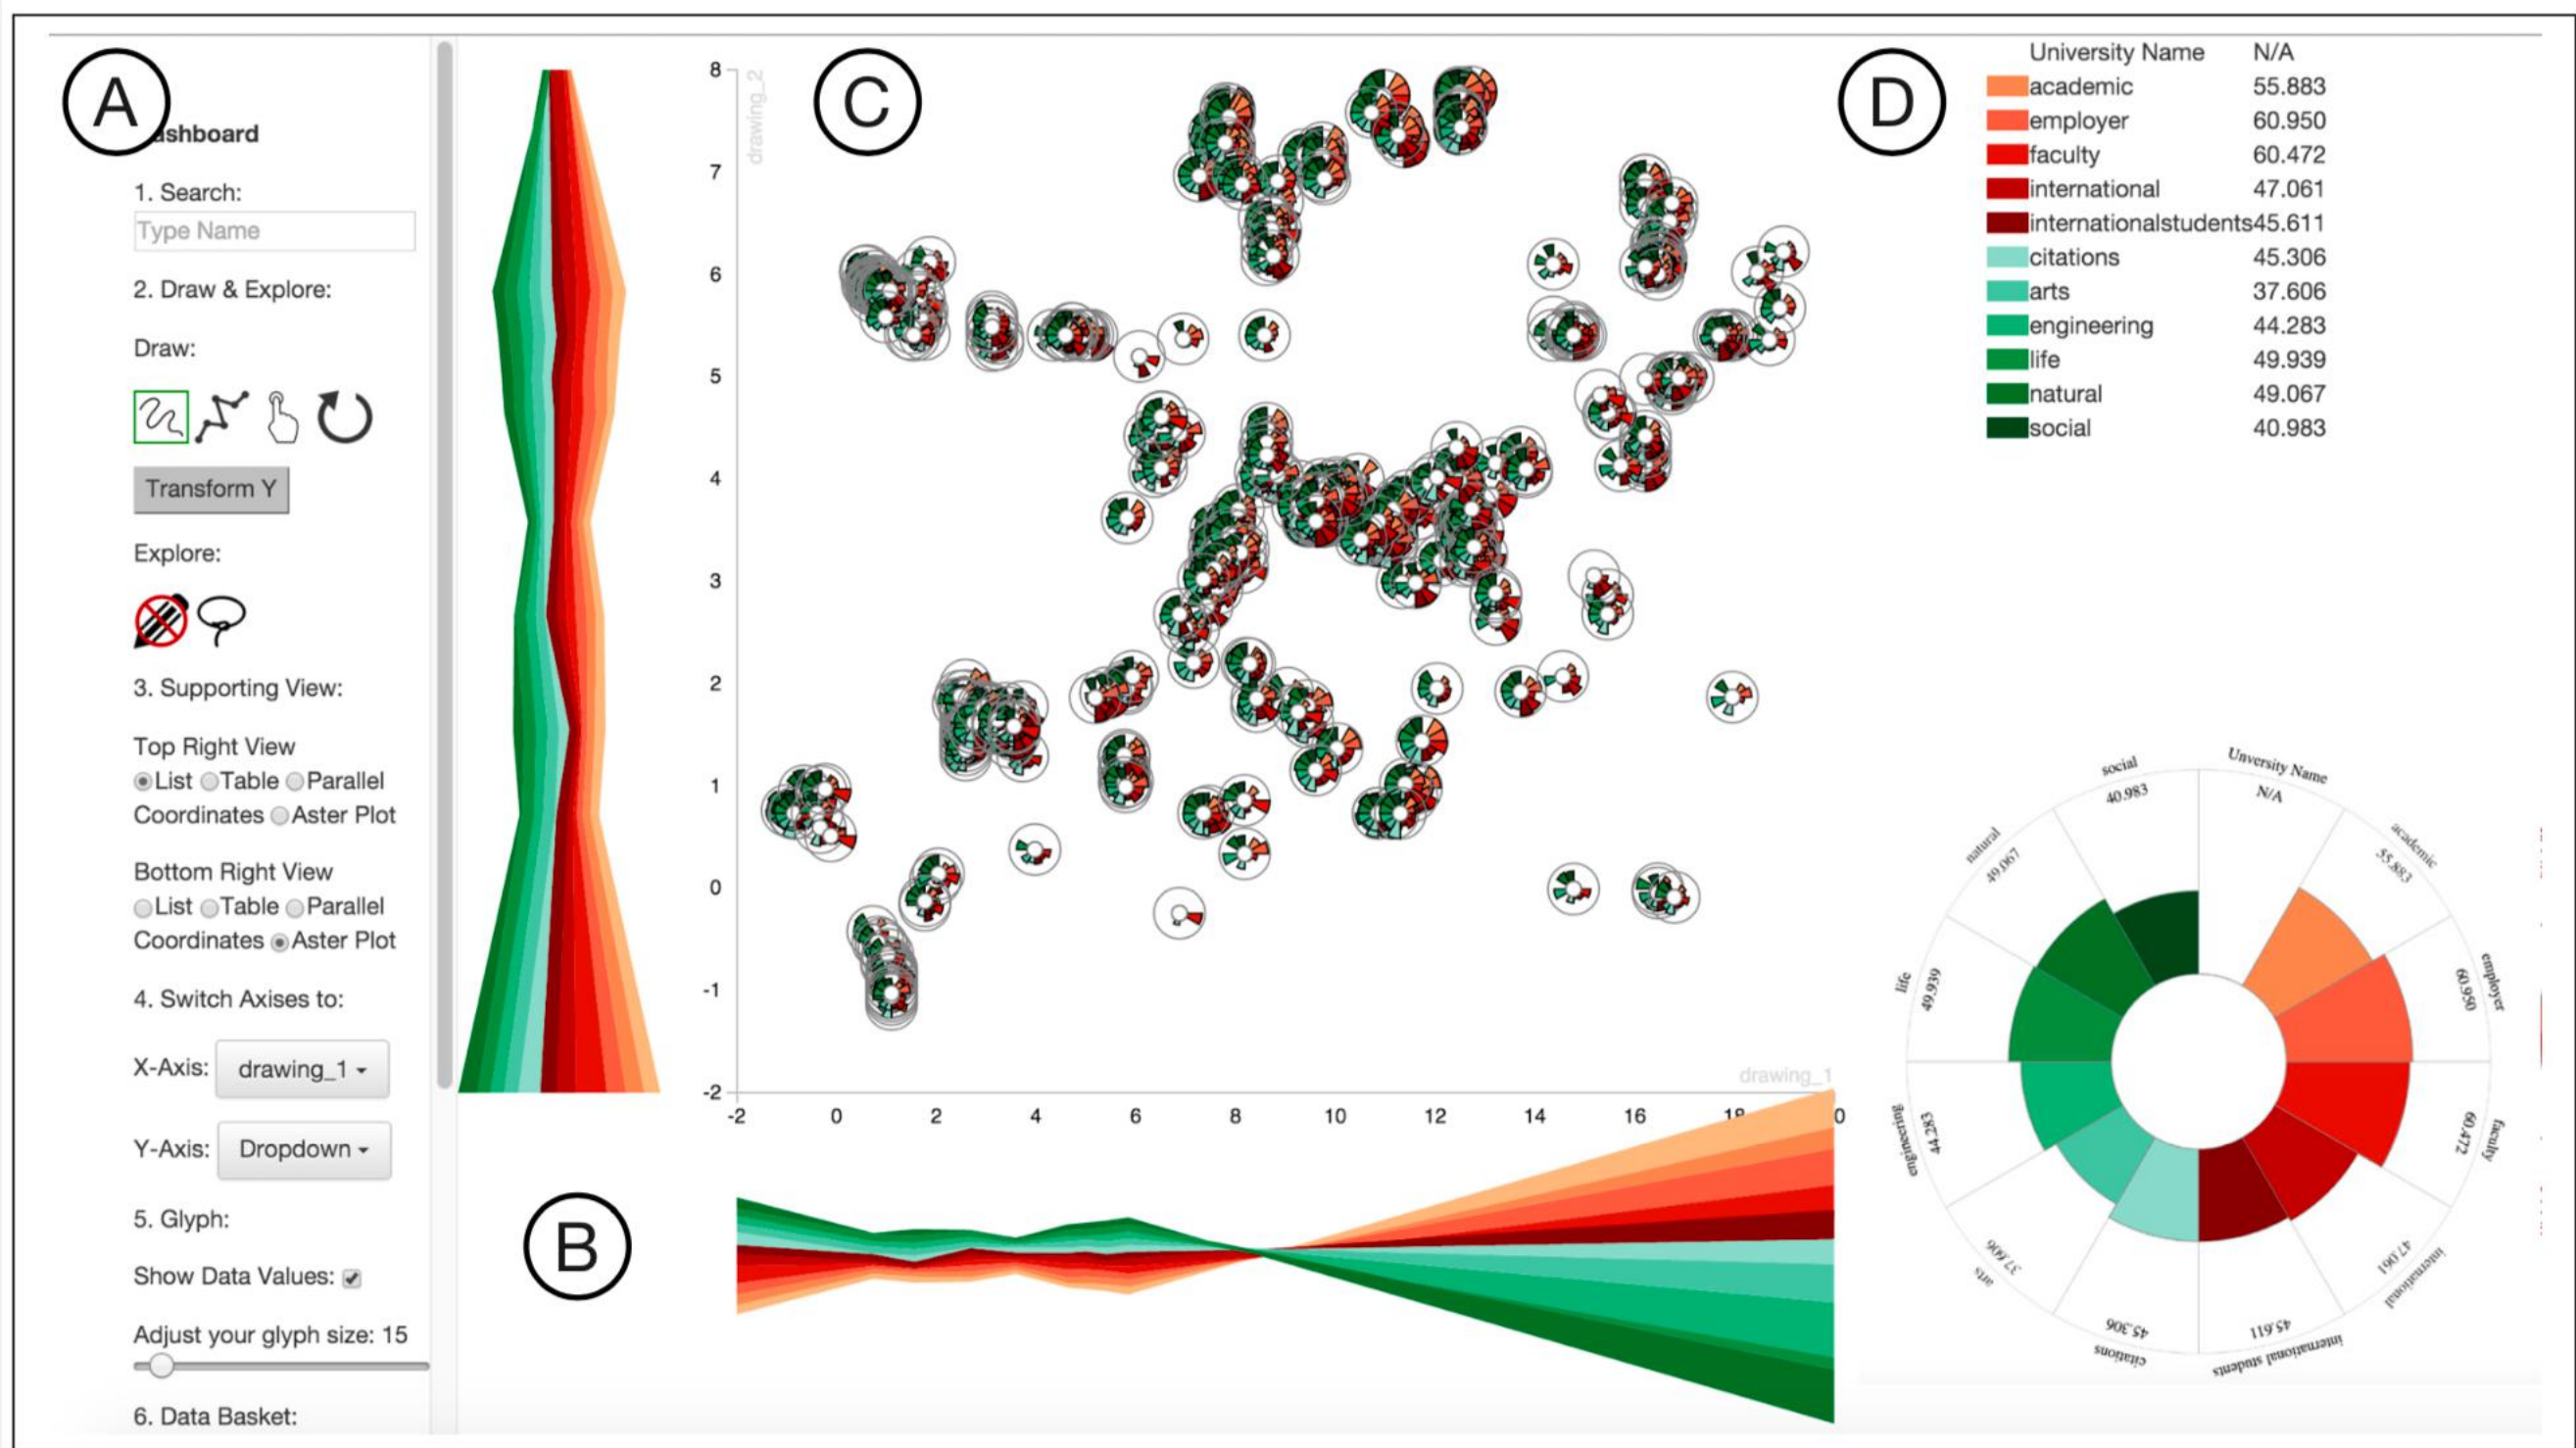 A
ashboard
1. Search:
Type Name
2. Draw & Explore:
Draw:
Transform Y
Explore:
3. Supporting View:
Top Right View
List Table Parallel
Coordinates Aster Plot
Bottom Right View
List Table Parallel
Coordinates Aster Plot
4. Switch Axises to:
X-Axis: drawing_1
Y-Axis: Dropdown
5. Glyph:
Show Data Values:
Adjust your glyph size: 15
6. Data Basket:
B
C
drawing_2
8
7
6
5
4
3
2
1
0
-1
-2
drawing_1
-2 0 2 4 6 8 10 12 14 16 18 0
D
University Name N/A
academic 55.883
employer 60.950
faculty 60.472
international 47.061
internationalstudents 45.611
citations 45.306
arts 37.606
engineering 44.283
life 49.939
natural 49.067
social 40.983
Unversity Name
N/A
academic
55.883
employer
60.950
faculty
60.472
international
47.061
international students
45.611
citations
45.306
arts
37.606
engineering
44.283
life
49.939
natural
49.067
social
40.983